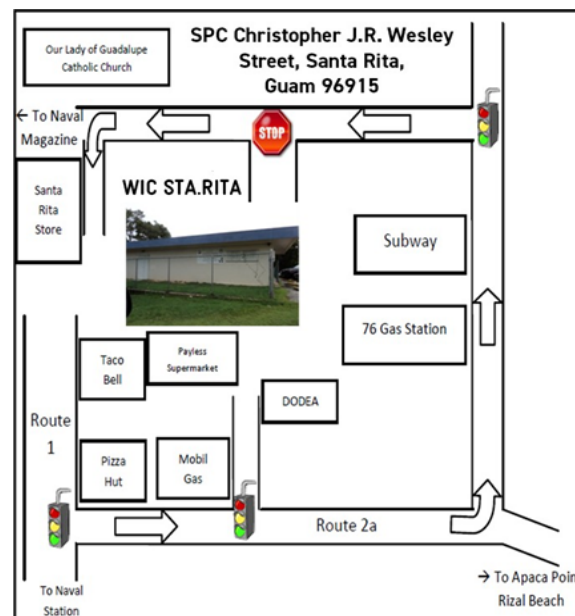 Our Lady of Guadalupe
Catholic Church
SPC Christopher J.R. Wesley
Street, Santa Rita,
Guam 96915
← To Naval
Magazine
STOP
Santa
Rita
Store
WIC STA.RITA
Subway
76 Gas Station
Taco
Bell
Payless
Supermarket
DODEA
Route
1
Pizza
Hut
Mobil
Gas
Route 2a
To Naval
Station
→ To Apaca Poin
Rizal Beach